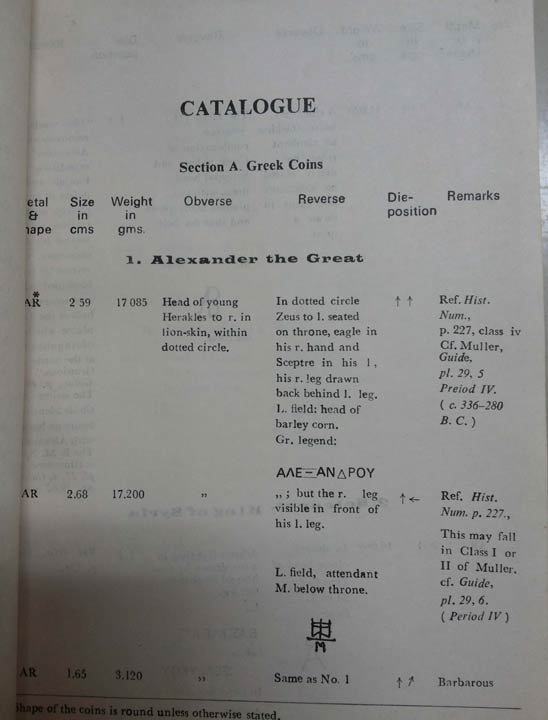 CATALOGUE
Section A. Greek Coins
etal & hape
Size in cms
Weight in gms.
Obverse
Reverse
Die-position
Remarks
1. Alexander the Great
*
AR 2 59 17 085
Head of young
Herakles to r. in
lion-skin, within
dotted circle.
In dotted circle
Zeus to l. seated
on throne, eagle in
his r. hand and
Sceptre in his l,
his r. leg drawn
back behind l. leg.
L. field: head of
barley corn.
Gr. legend:
ΑΛΕΞΑΝΔΡΟΥ
↑ ↑
Ref. Hist.
Num.,
p. 227, class iv
Cf. Muller,
Guide,
pl. 29, 5
Preiod IV.
( c. 336-280
B. C. )
AR 2.68 17.200 ,,
,, ; but the r. leg
visible in front of
his l. leg.
L. field, attendant
M. below throne.
M
↑ ←
Ref. Hist.
Num. p. 227.,
This may fall
in Class I or
II of Muller.
cf. Guide,
pl. 29, 6.
( Period IV )
AR 1.65 3.120 ,, Same as No. 1 ↑ ↗ Barbarous
Shape of the coins is round unless otherwise stated.